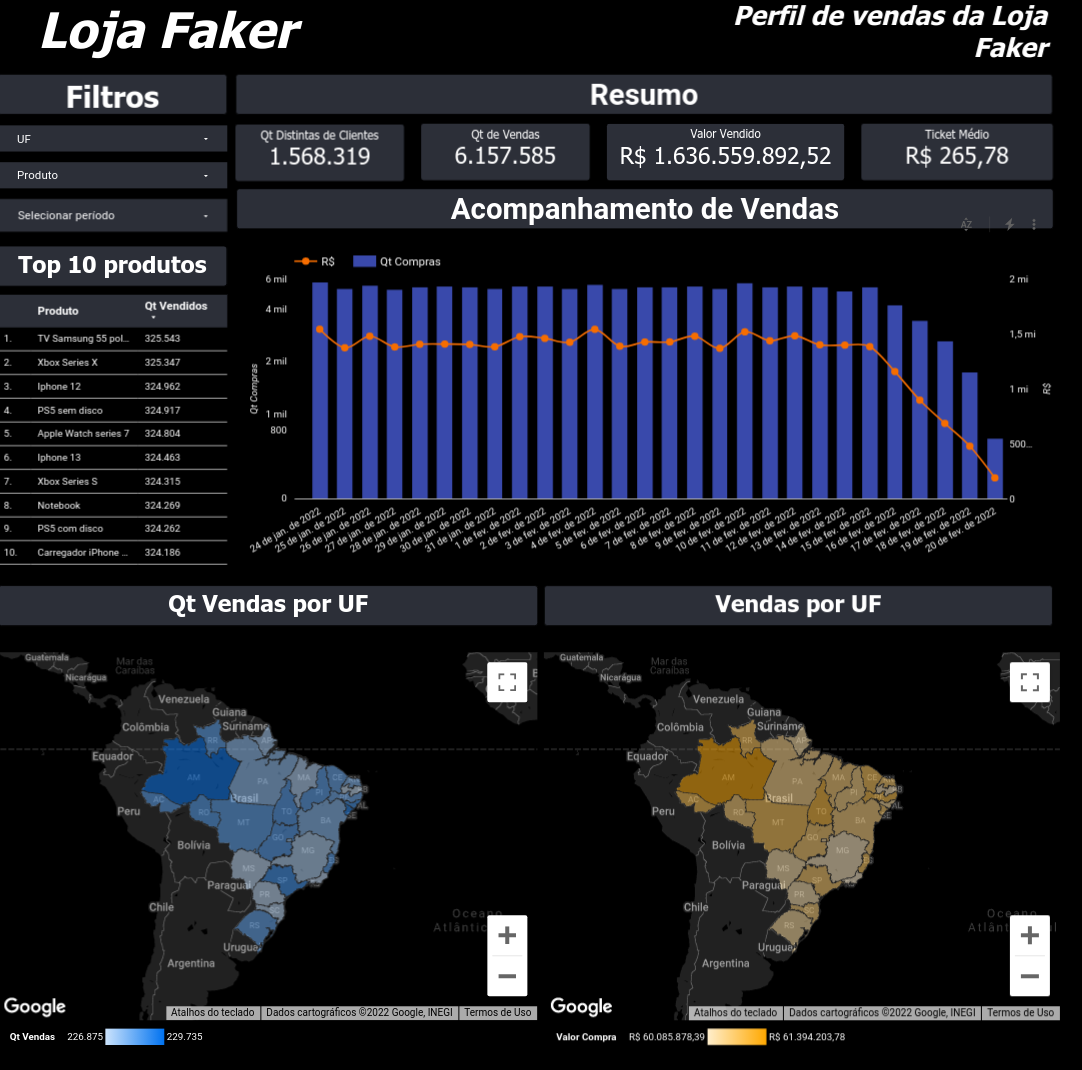 Loja Faker
Perfil de vendas da Loja
Faker
Filtros
UF
Produto
Selecionar período
Resumo
Qt Distintas de Clientes
1.568.319
Qt de Vendas
6.157.585
Valor Vendido
R$ 1.636.559.892,52
Ticket Médio
R$ 265,78
Acompanhamento de Vendas
AZ
Top 10 produtos
Produto Qt Vendidos
1. TV Samsung 55 pol... 325.543
2. Xbox Series X 325.347
3. Iphone 12 324.962
4. PS5 sem disco 324.917
5. Apple Watch series 7 324.804
6. Iphone 13 324.463
7. Xbox Series S 324.315
8. Notebook 324.269
9. PS5 com disco 324.262
10. Carregador iPhone ... 324.186
R$ Qt Compras
6 mil
4 mil
2 mil
1 mil
800
0
Qt Compras
2 mi
1,5 mi
1 mi
500...
0
R$
24 de jan. de 2022
25 de jan. de 2022
26 de jan. de 2022
27 de jan. de 2022
28 de jan. de 2022
29 de jan. de 2022
30 de jan. de 2022
31 de jan. de 2022
1 de fev. de 2022
2 de fev. de 2022
3 de fev. de 2022
4 de fev. de 2022
5 de fev. de 2022
6 de fev. de 2022
7 de fev. de 2022
8 de fev. de 2022
9 de fev. de 2022
10 de fev. de 2022
11 de fev. de 2022
12 de fev. de 2022
13 de fev. de 2022
14 de fev. de 2022
15 de fev. de 2022
16 de fev. de 2022
17 de fev. de 2022
18 de fev. de 2022
19 de fev. de 2022
20 de fev. de 2022
Qt Vendas por UF
Guatemala
Mar das
Caraíbas
Nicarágua
Venezuela
Guiana
Suriname
Colômbia
RR
Equador
AM
PA
MA
CE
PI
Brasil
AC
AL
SE
Peru
RO
TO
MT
BA
GO
Bolívia
MG
MS
SP
Paraguai
PR
Chile
RS
Oceano
Atlântic
Uruguai
Argentina
Google
Atalhos do teclado
Dados cartográficos ©2022 Google, INEGI
Termos de Uso
Qt Vendas 226.875 229.735
Vendas por UF
Guatemala
Mar das
Caraíbas
Nicarágua
Venezuela
Guiana
Suriname
Colômbia
RR
Equador
AM
PA
MA
CE
PI
Brasil
AC
AL
SE
Peru
RO
TO
MT
BA
GO
Bolívia
MG
MS
SP
Paraguai
PR
Chile
RS
Oceano
Atlânt
Uruguai
Argentina
Google
Atalhos do teclado
Dados cartográficos ©2022 Google, INEGI
Termos de Uso
Valor Compra R$ 60.085.878,39 R$ 61.394.203,78